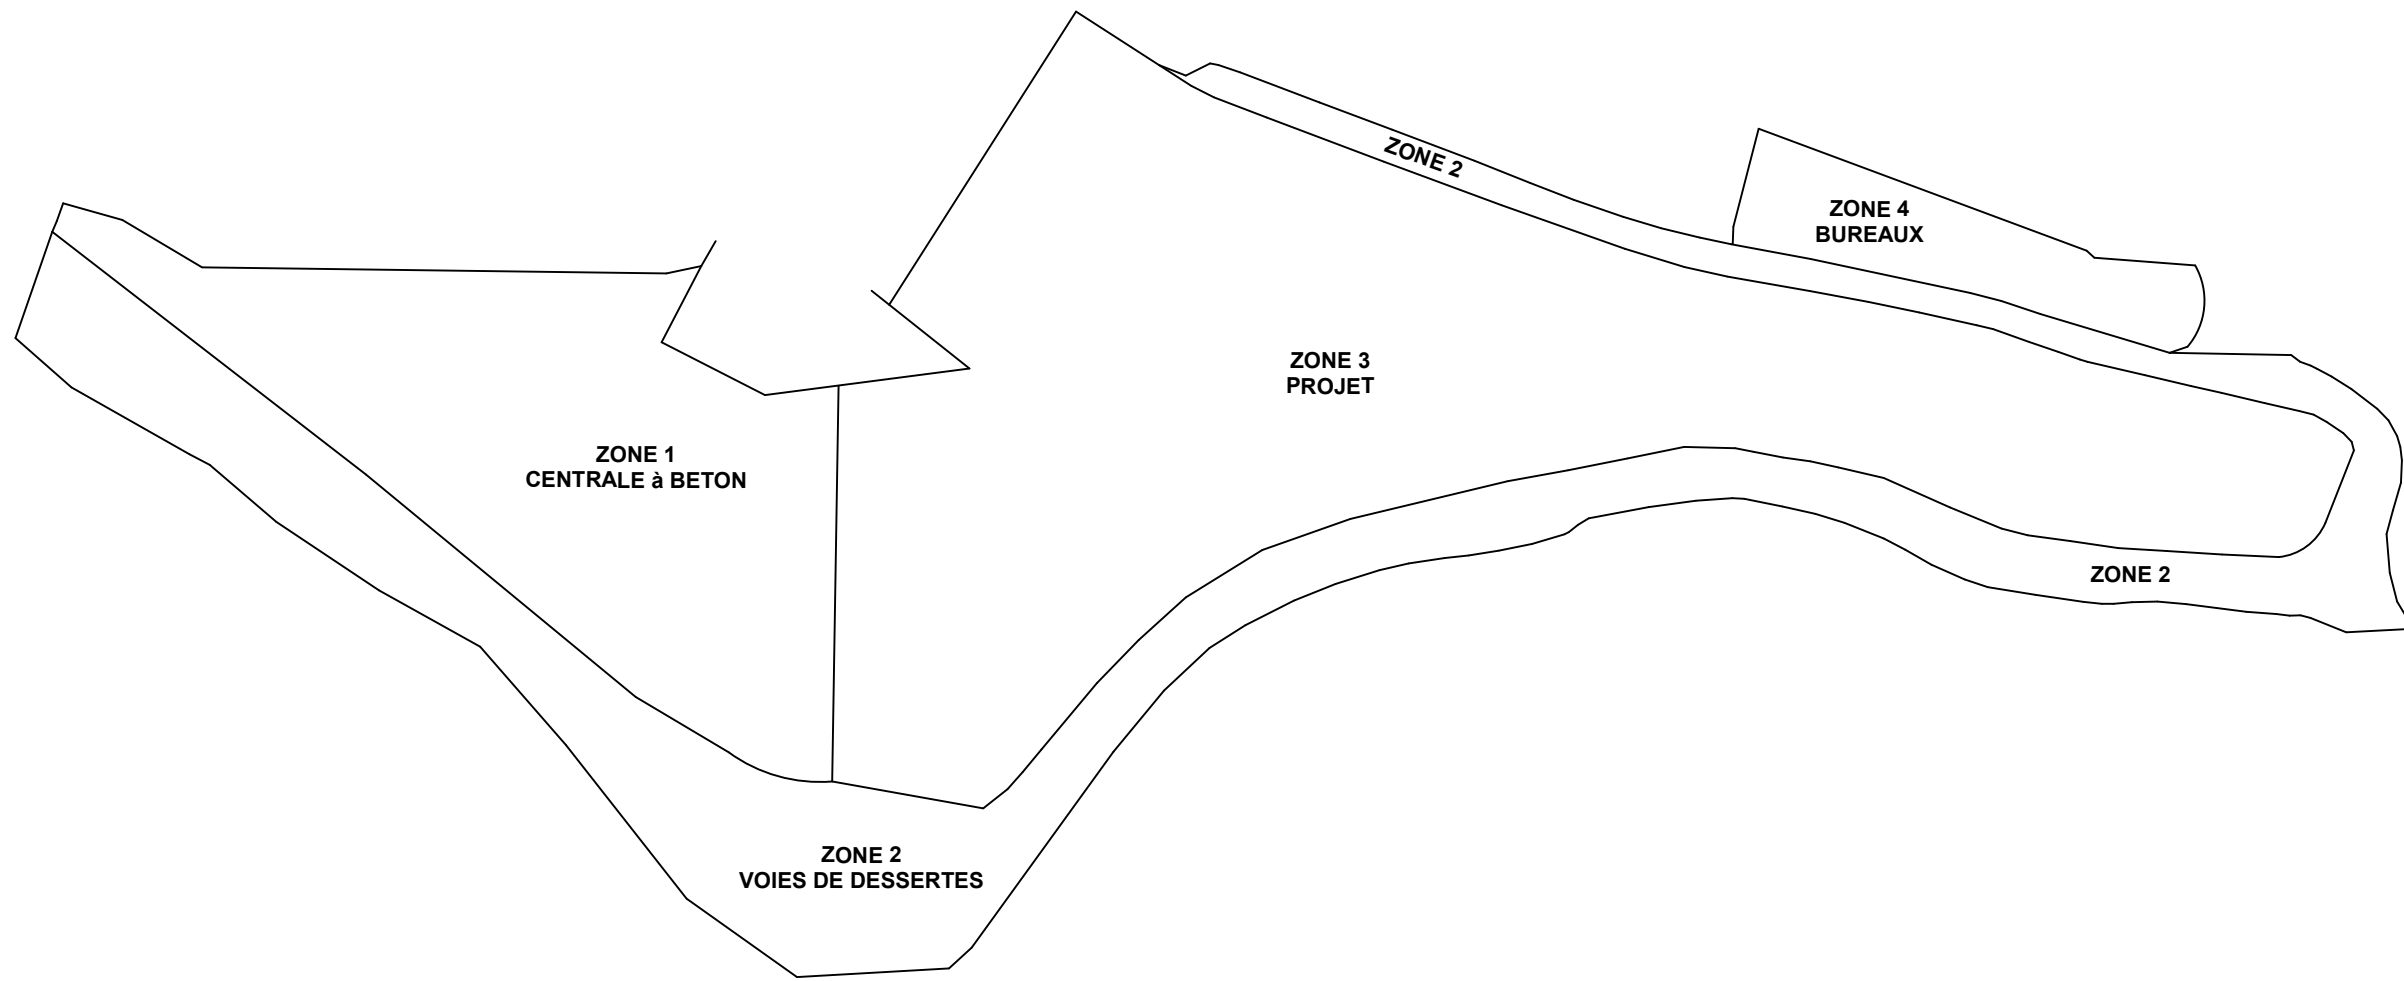 ZONE 2
ZONE 4
BUREAUX
ZONE 3
PROJET
ZONE 1
CENTRALE à BETON
ZONE 2
ZONE 2
VOIES DE DESSERTES